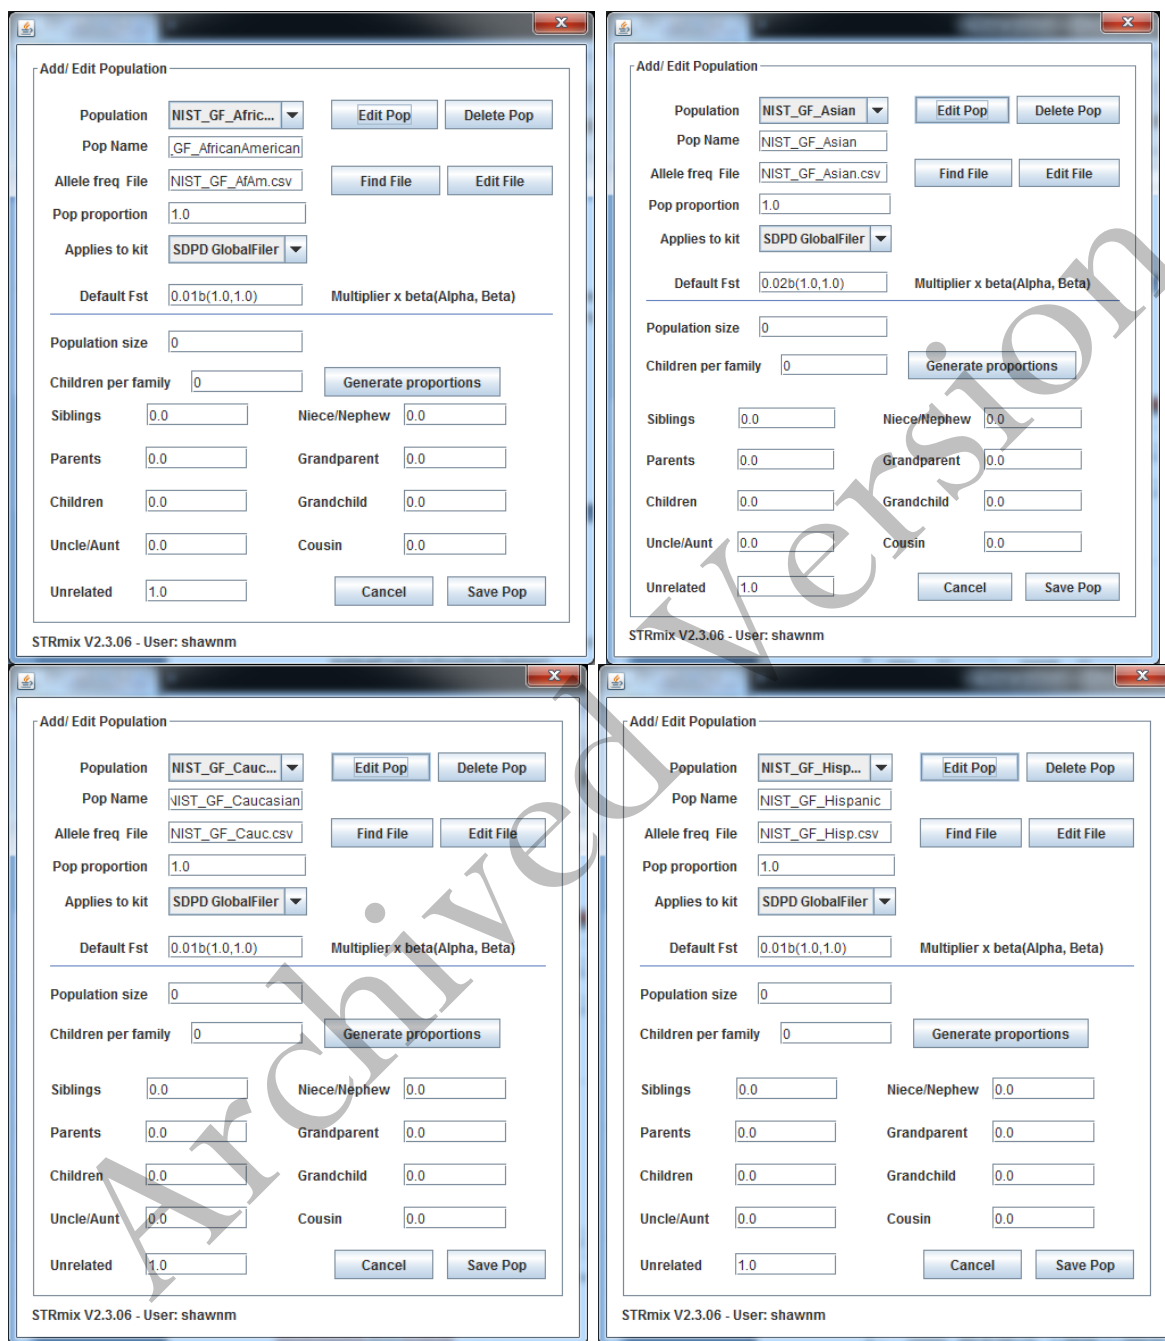 Add/ Edit Population
Population NIST_GF_Afric... Edit Pop Delete Pop
Pop Name _GF_AfricanAmerican
Allele freq File NIST_GF_AfAm.csv Find File Edit File
Pop proportion 1.0
Applies to kit SDPD GlobalFiler
Default Fst 0.01b(1.0,1.0) Multiplier x beta(Alpha, Beta)
Population size 0
Children per family 0 Generate proportions
Siblings 0.0 Niece/Nephew 0.0
Parents 0.0 Grandparent 0.0
Children 0.0 Grandchild 0.0
Uncle/Aunt 0.0 Cousin 0.0
Unrelated 1.0 Cancel Save Pop
STRmix V2.3.06 - User: shawnm
Add/ Edit Population
Population NIST_GF_Asian Edit Pop Delete Pop
Pop Name NIST_GF_Asian
Allele freq File NIST_GF_Asian.csv Find File Edit File
Pop proportion 1.0
Applies to kit SDPD GlobalFiler
Default Fst 0.02b(1.0,1.0) Multiplier x beta(Alpha, Beta)
Population size 0
Children per family 0 Generate proportions
Siblings 0.0 Niece/Nephew 0.0
Parents 0.0 Grandparent 0.0
Children 0.0 Grandchild 0.0
Uncle/Aunt 0.0 Cousin 0.0
Unrelated 1.0 Cancel Save Pop
STRmix V2.3.06 - User: shawnm
Add/ Edit Population
Population NIST_GF_Cauc... Edit Pop Delete Pop
Pop Name NIST_GF_Caucasian
Allele freq File NIST_GF_Cauc.csv Find File Edit File
Pop proportion 1.0
Applies to kit SDPD GlobalFiler
Default Fst 0.01b(1.0,1.0) Multiplier x beta(Alpha, Beta)
Population size 0
Children per family 0 Generate proportions
Siblings 0.0 Niece/Nephew 0.0
Parents 0.0 Grandparent 0.0
Children 0.0 Grandchild 0.0
Uncle/Aunt 0.0 Cousin 0.0
Unrelated 1.0 Cancel Save Pop
STRmix V2.3.06 - User: shawnm
Add/ Edit Population
Population NIST_GF_Hisp... Edit Pop Delete Pop
Pop Name NIST_GF_Hispanic
Allele freq File NIST_GF_Hisp.csv Find File Edit File
Pop proportion 1.0
Applies to kit SDPD GlobalFiler
Default Fst 0.01b(1.0,1.0) Multiplier x beta(Alpha, Beta)
Population size 0
Children per family 0 Generate proportions
Siblings 0.0 Niece/Nephew 0.0
Parents 0.0 Grandparent 0.0
Children 0.0 Grandchild 0.0
Uncle/Aunt 0.0 Cousin 0.0
Unrelated 1.0 Cancel Save Pop
STRmix V2.3.06 - User: shawnm
Archived Version